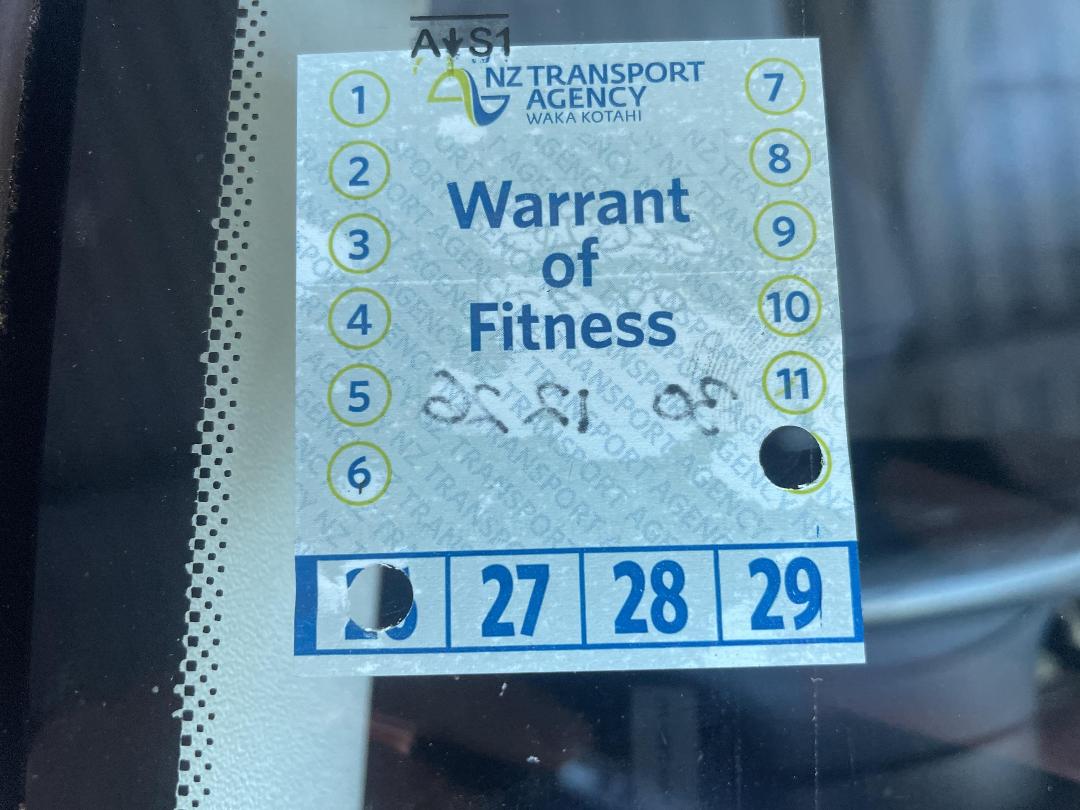 A↓S1
NZ TRANSPORT
AGENCY
WAKA KOTAHI
1
2
3
4
5
6
Warrant
of
Fitness
30 12 26
7
8
9
10
11
26 27 28 29